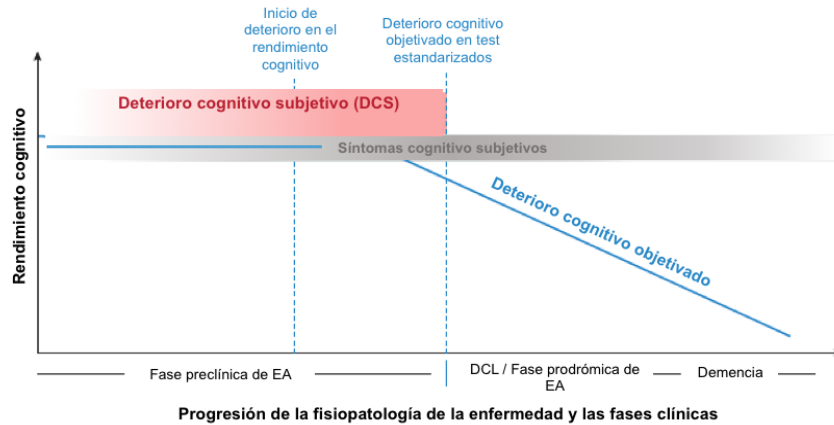 Inicio de
deterioro en el
rendimiento
cognitivo
Deterioro cognitivo
objetivado en test
estandarizados
Deterioro cognitivo subjetivo (DCS)
Síntomas cognitivo subjetivos
Deterioro cognitivo objetivado
Rendimiento cognitivo
Fase preclínica de EA
DCL / Fase prodrómica de
EA
Demencia
Progresión de la fisiopatología de la enfermedad y las fases clínicas